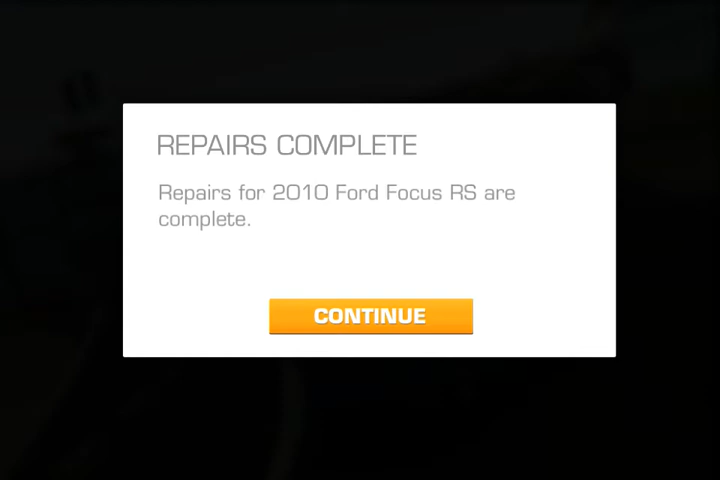 REPAIRS COMPLETE
Repairs for 2010 Ford Focus RS are
complete.
CONTINUE